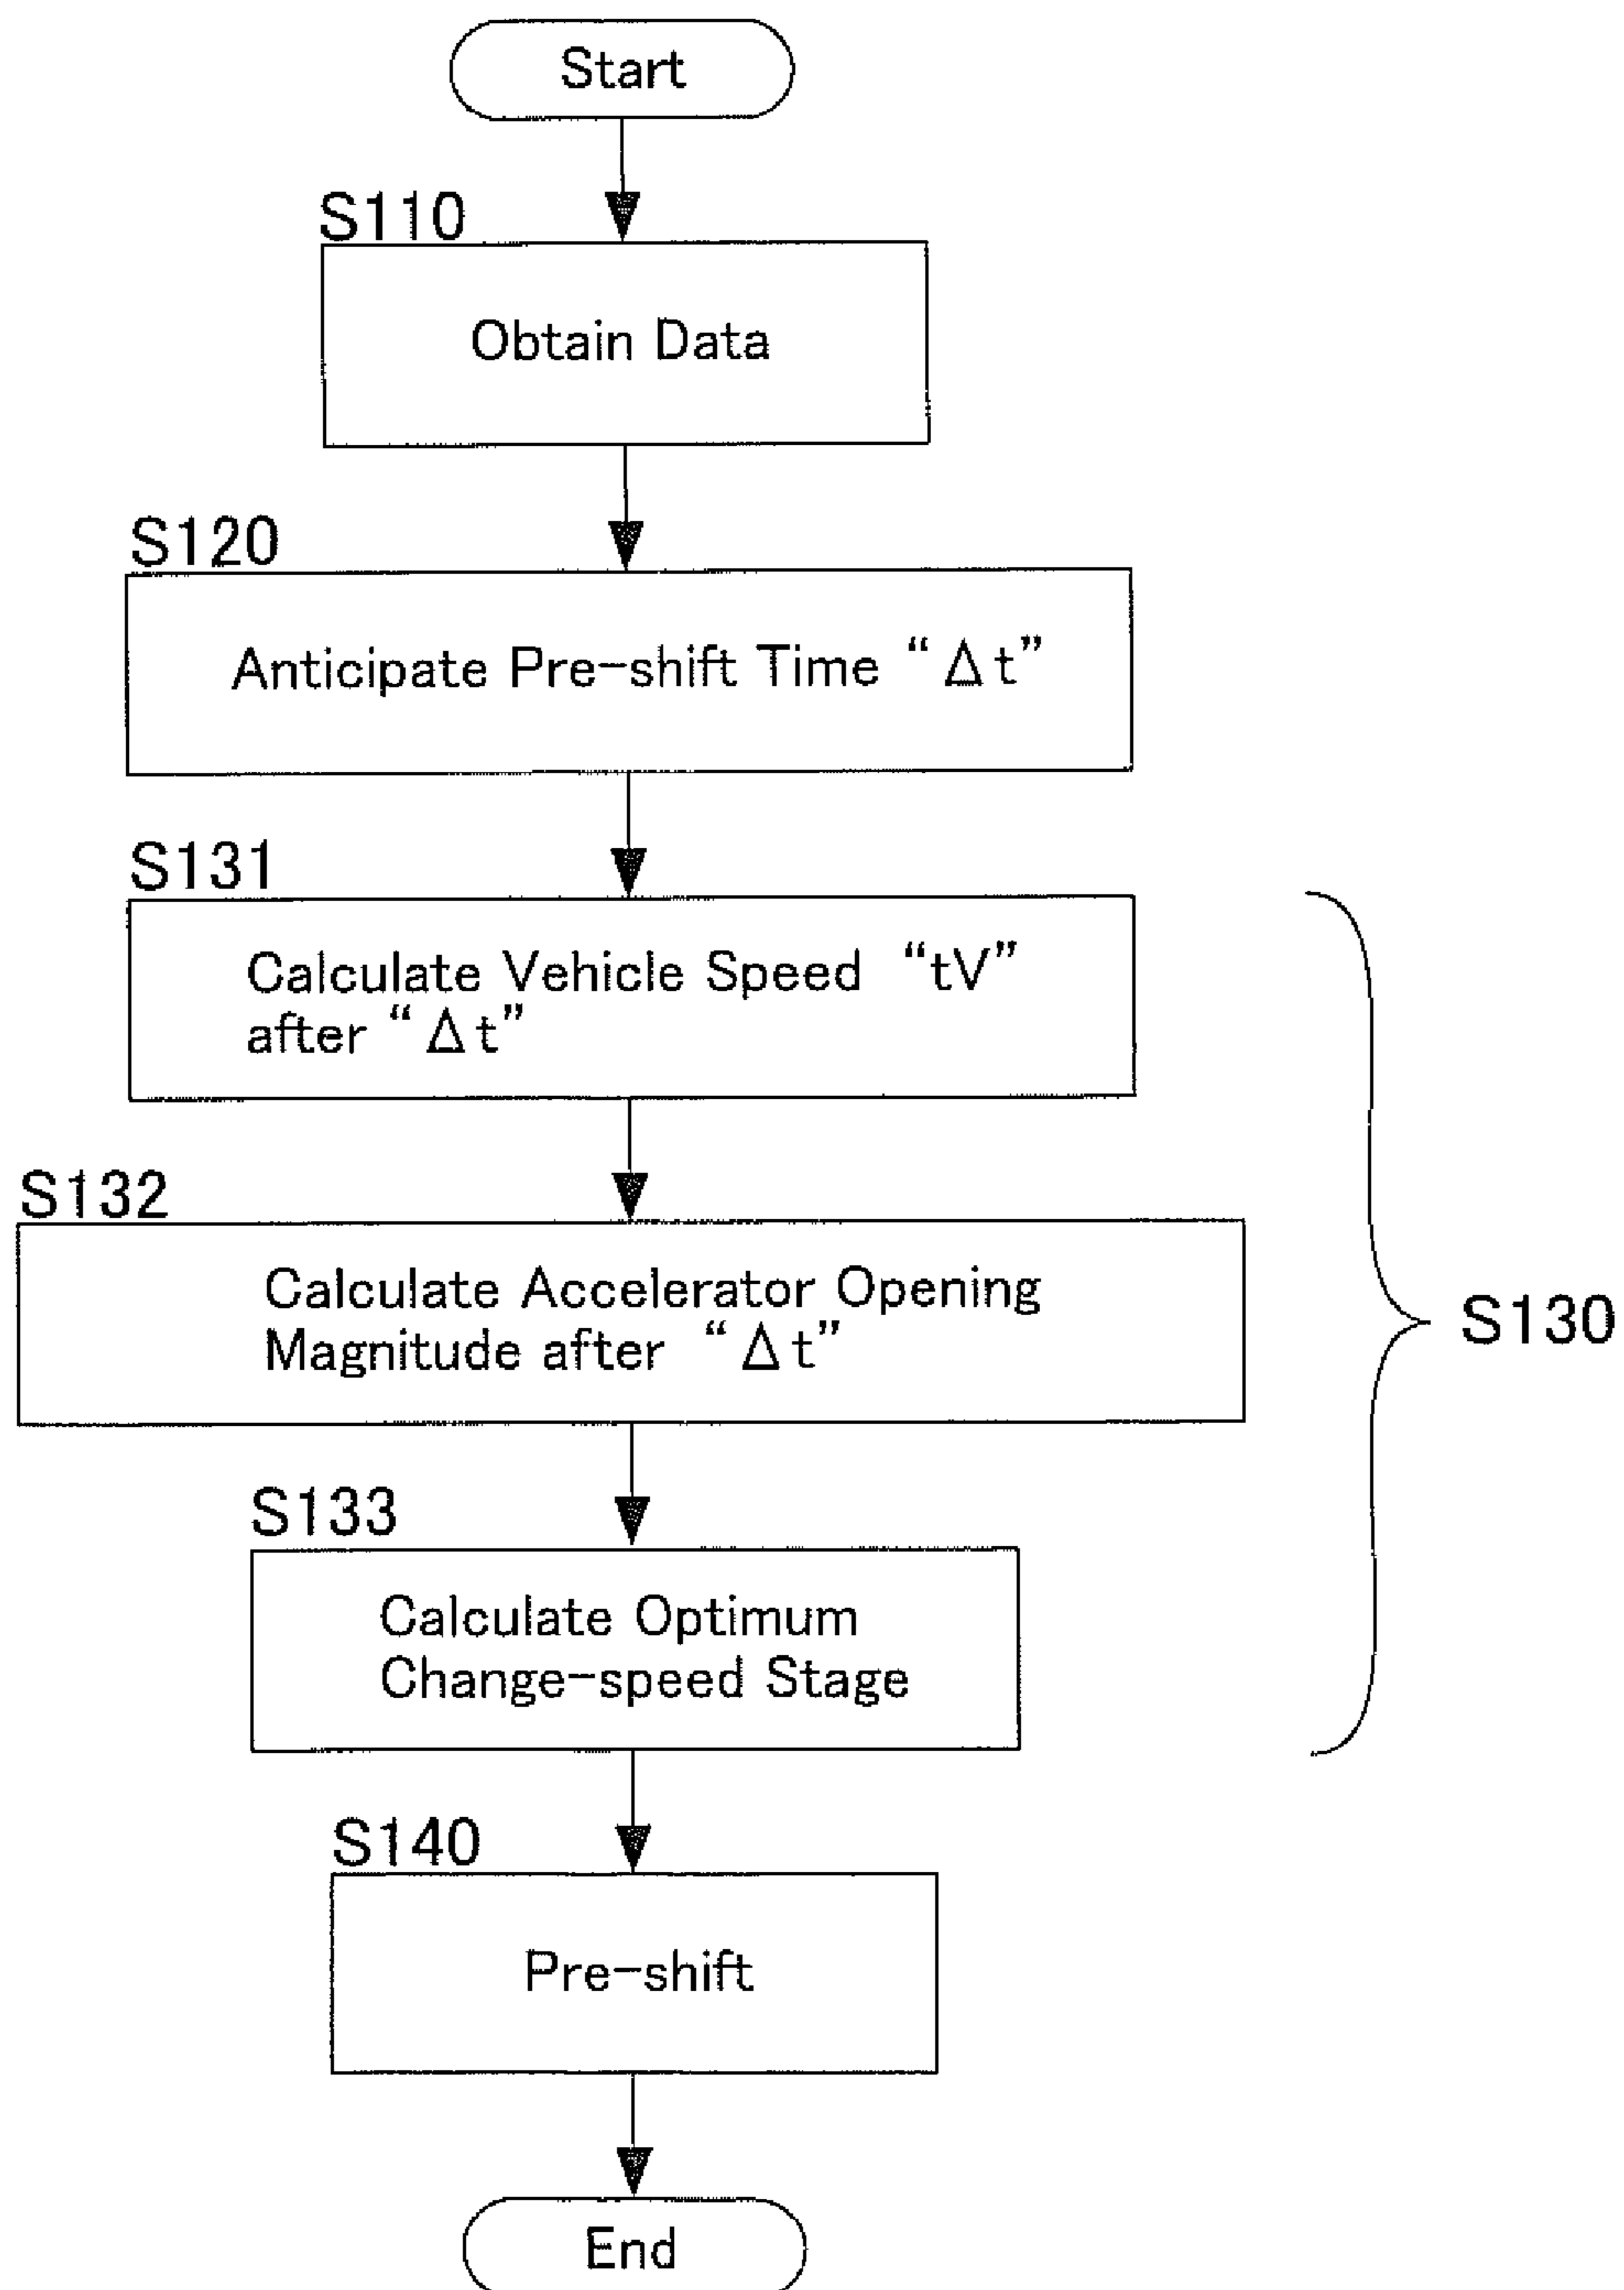 Start
S110
Obtain Data
S120
Anticipate Pre-shift Time “Δt”
S131
Calculate Vehicle Speed “tV”
after “Δt”
S132
Calculate Accelerator Opening
Magnitude after “Δt”
S130
S133
Calculate Optimum
Change-speed Stage
S140
Pre-shift
End